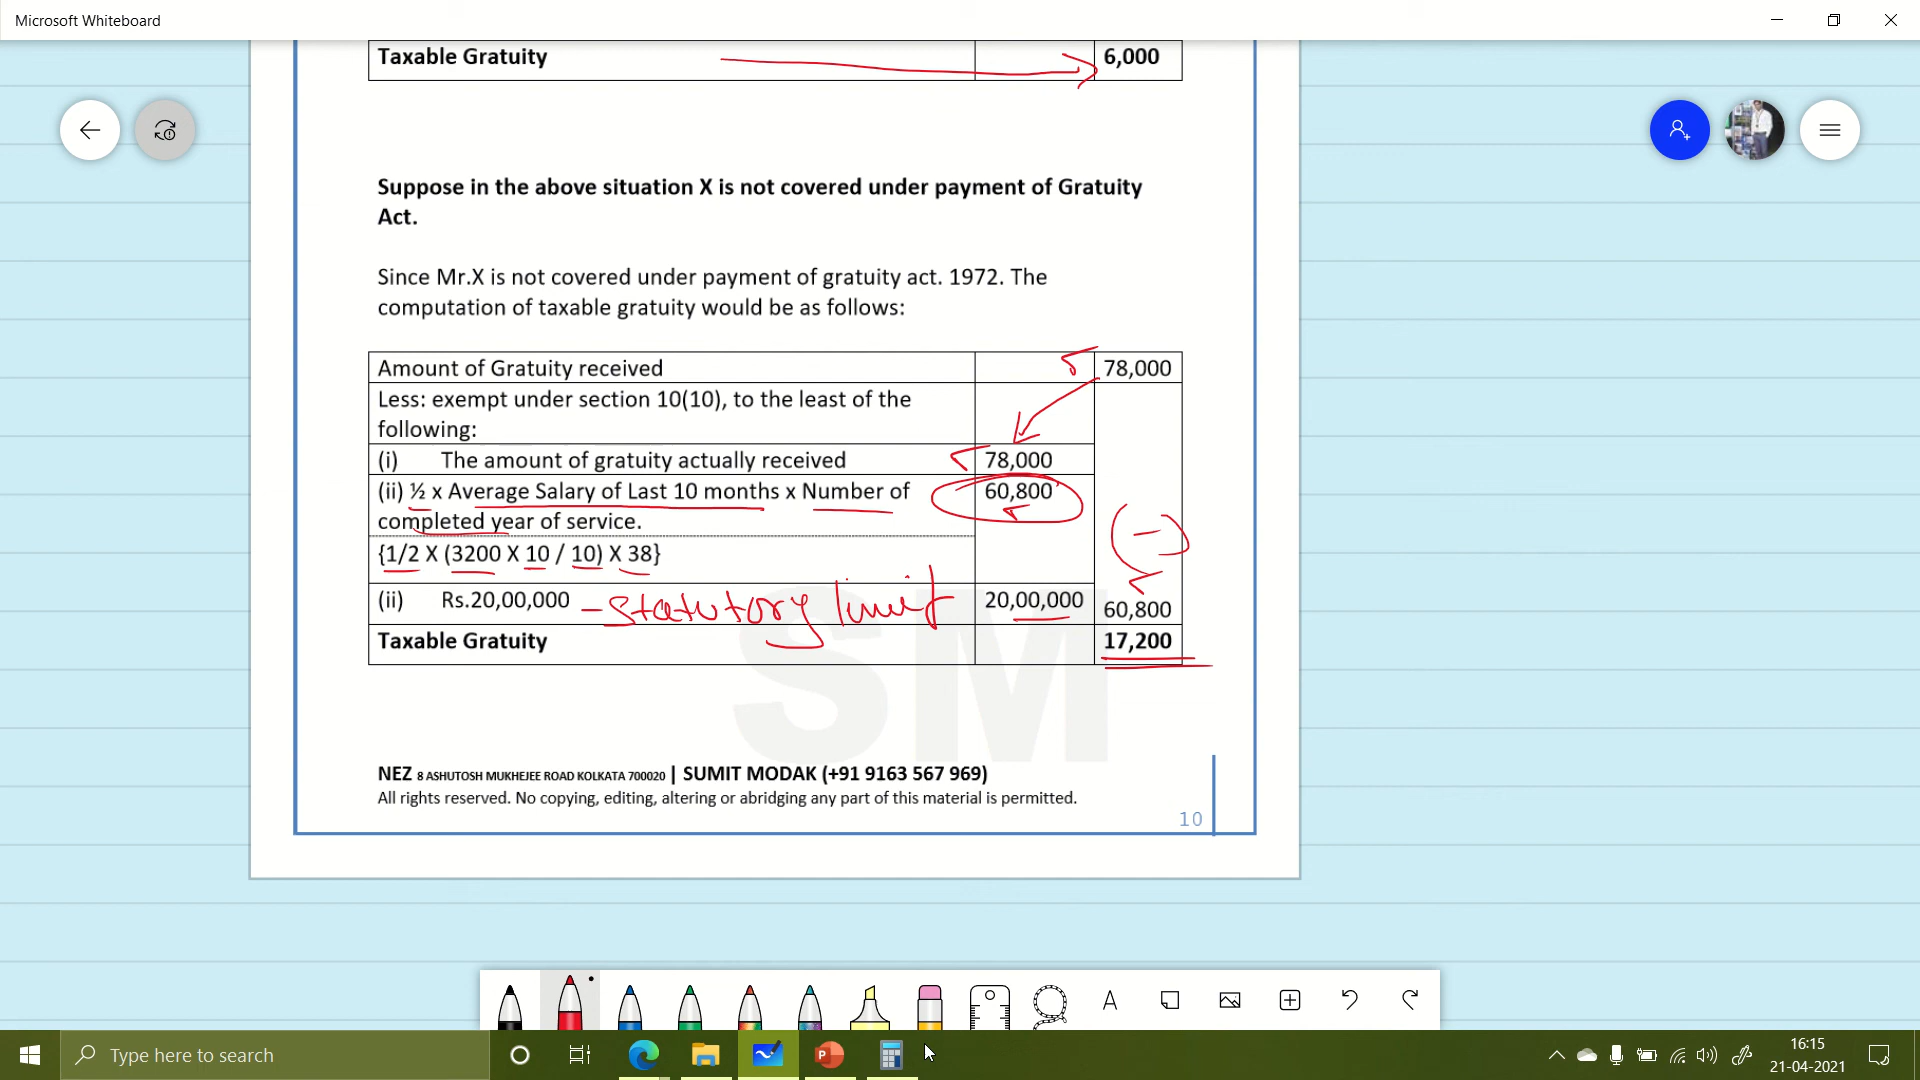 Microsoft Whiteboard
Taxable Gratuity 6,000
Suppose in the above situation X is not covered under payment of Gratuity
Act.
Since Mr.X is not covered under payment of gratuity act. 1972. The
computation of taxable gratuity would be as follows:
Amount of Gratuity received 78,000
Less: exempt under section 10(10), to the least of the
following:
(i) The amount of gratuity actually received 78,000
(ii) ½ x Average Salary of Last 10 months x Number of 60,800
completed year of service.
(-)
{1/2 X (3200 X 10 / 10) X 38}
(ii) Rs.20,00,000 - statutory limit 20,00,000 60,800
Taxable Gratuity 17,200
SM
NEZ 8 ASHUTOSH MUKHEJEE ROAD KOLKATA 700020 | SUMIT MODAK (+91 9163 567 969)
All rights reserved. No copying, editing, altering or abridging any part of this material is permitted.
10
Type here to search
16:15
21-04-2021